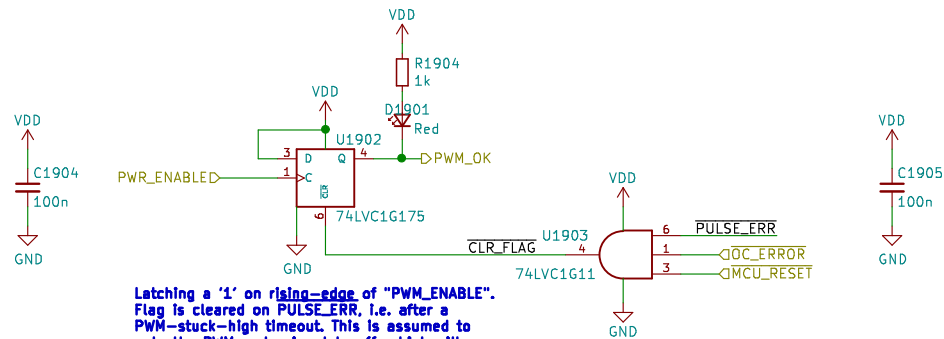 VDD
R1904
1k
VDD
D1901
Red
VDD
U1902
VDD
3 D Q 4
PWM_OK
C1904
PWR_ENABLE
1 C
CLR
C1905
100n
6
74LVC1G175
VDD
100n
U1903
PULSE_ERR
6
GND
GND
CLR_FLAG
4
1
OC_ERROR
GND
74LVC1G11
3
MCU_RESET
Latching a '1' on rising-edge of "PWM_ENABLE".
Flag is cleared on PULSE_ERR, i.e. after a
PWM-stuck-high timeout. This is assumed to
GND